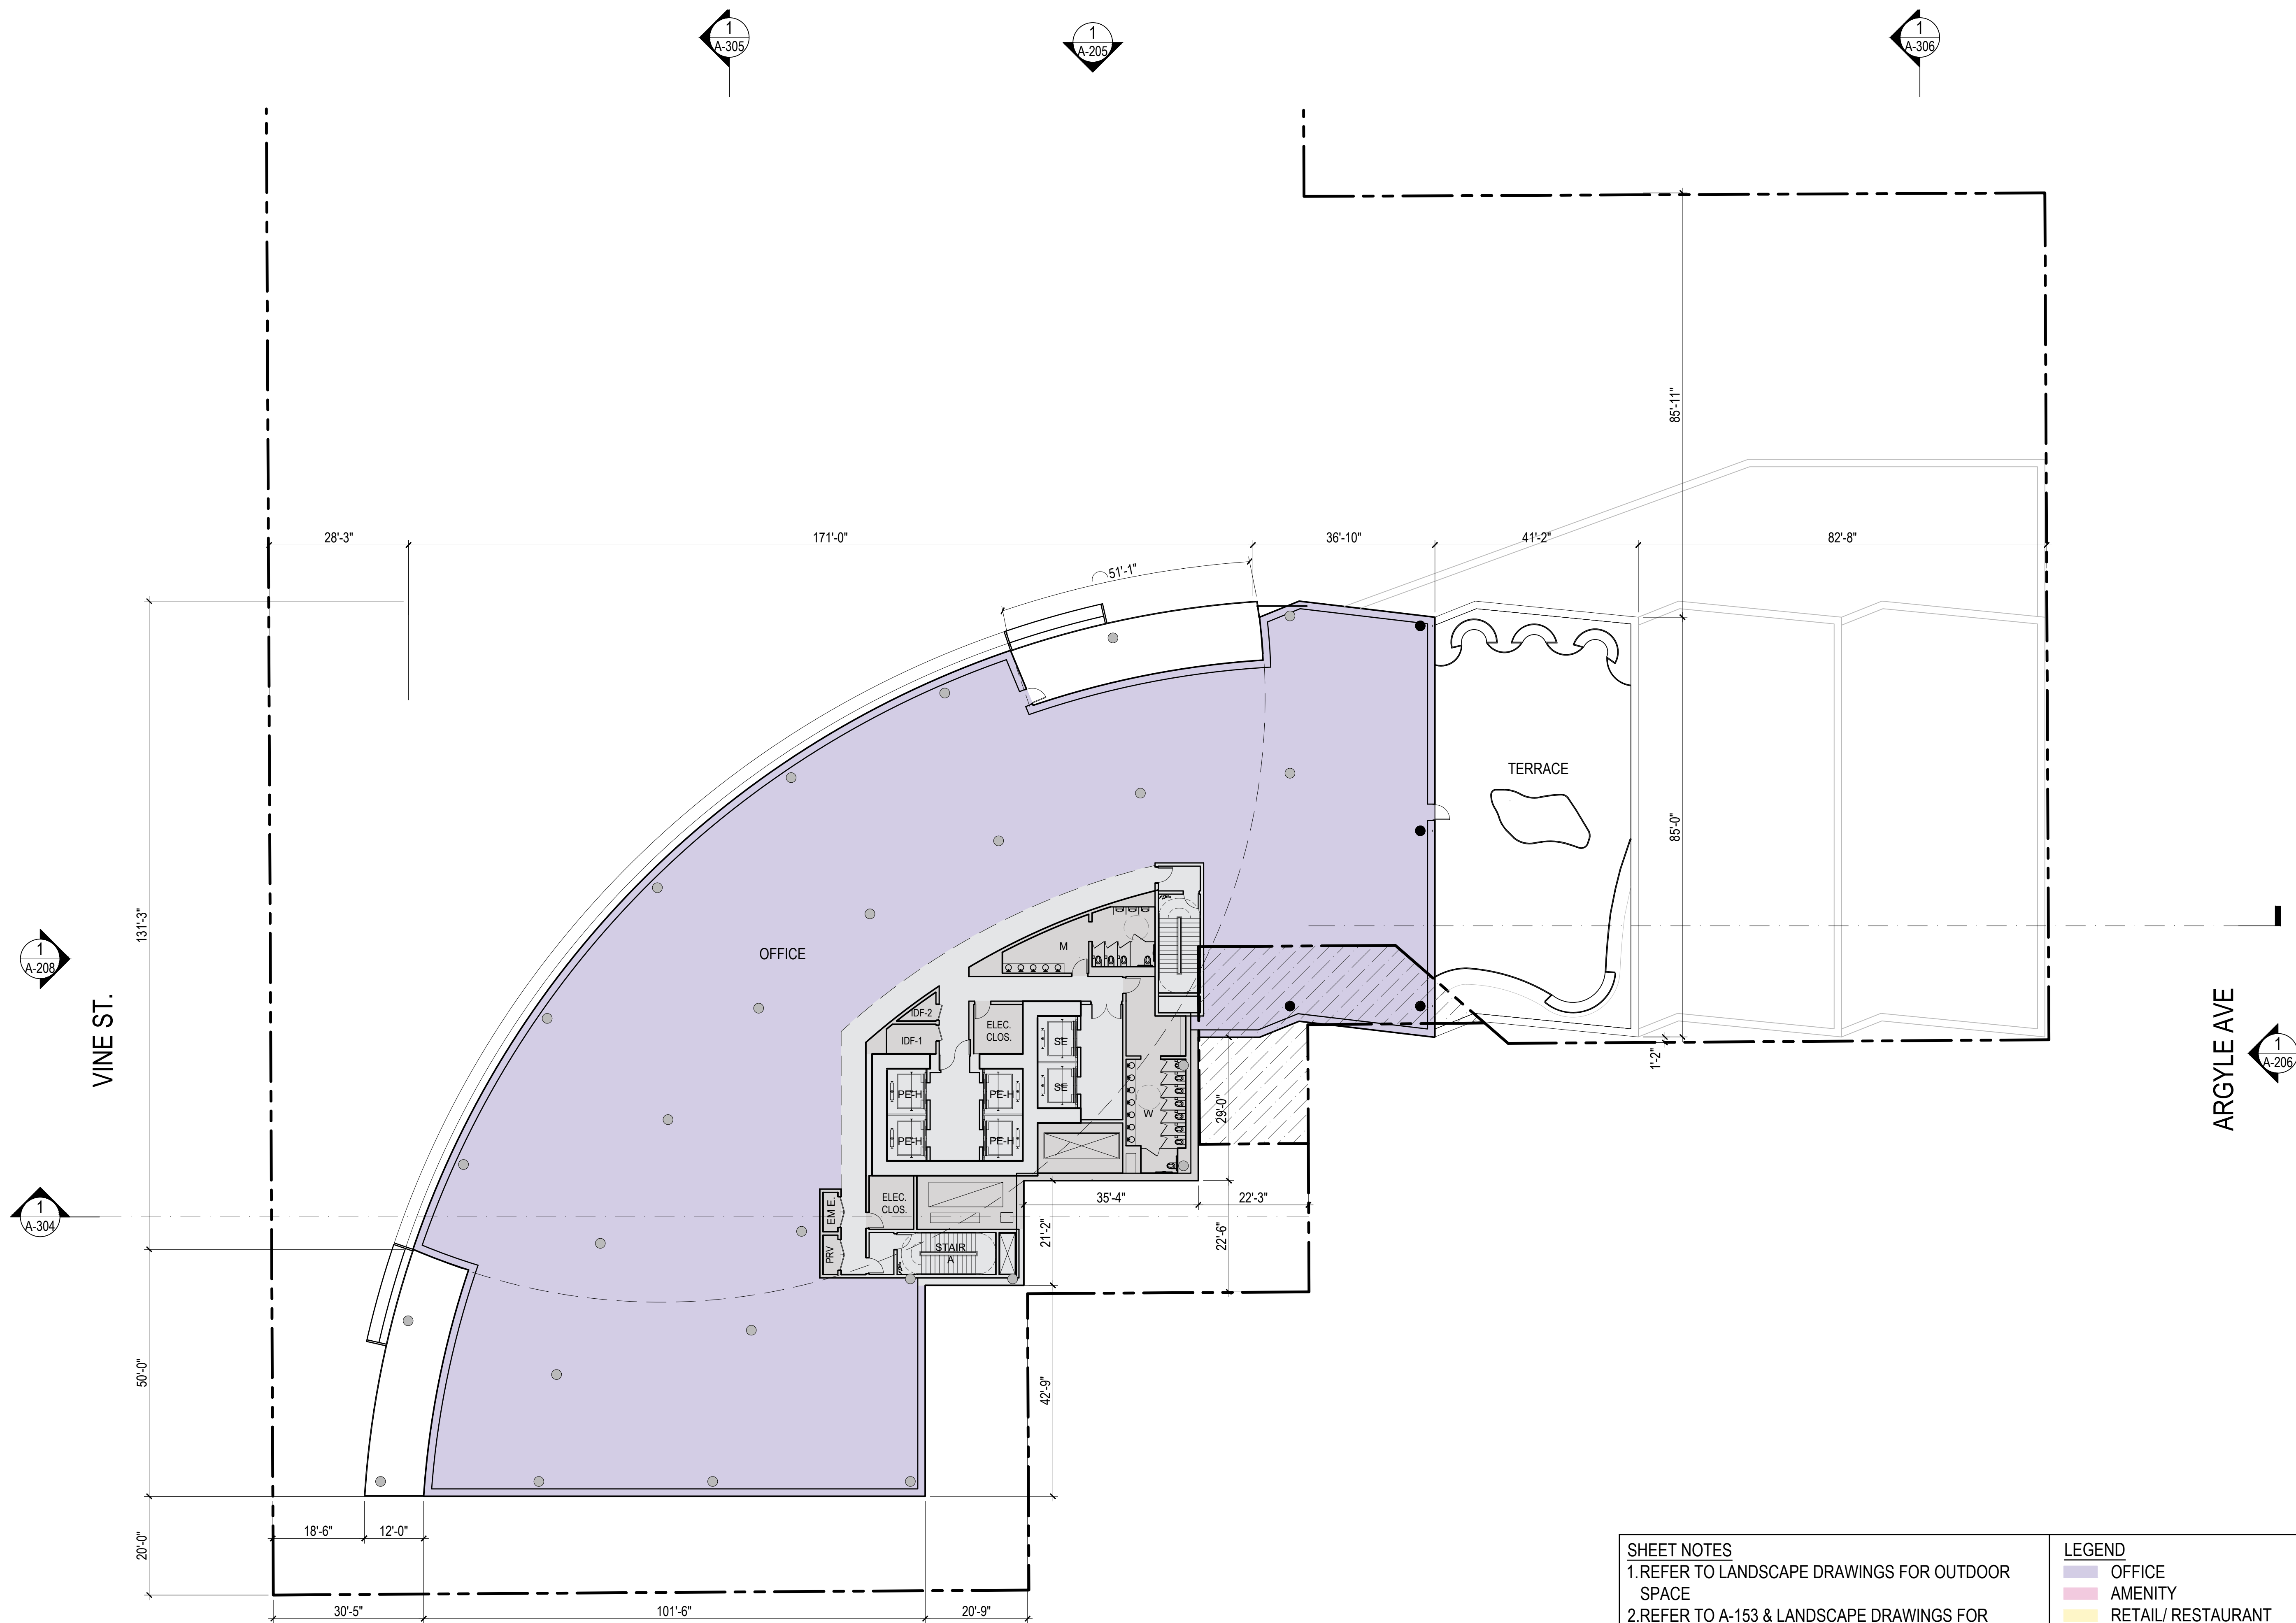 1
A-305
1
A-205
1
A-306
85'-11"
28'-3"
171'-0"
36'-10"
41'-2"
82'-8"
51'-1"
TERRACE
85'-0"
131'-3"
OFFICE
M
1
A-208
VINE ST.
IDF-2
IDF-1
ELEC.
CLOS.
SE
SE
PE-H
PE-H
PE-H
PE-H
W
29'-0"
1'-2"
ARGYLE AVE
1
A-206
1
A-304
EM E.
ELEC.
CLOS.
35'-4"
22'-3"
PRV
STAIR
A
21'-2"
22'-6"
50'-0"
42'-9"
18'-6"
12'-0"
20'-0"
30'-5"
101'-6"
20'-9"
SHEET NOTES
1.REFER TO LANDSCAPE DRAWINGS FOR OUTDOOR
SPACE
2.REFER TO A-153 & LANDSCAPE DRAWINGS FOR
LEGEND
OFFICE
AMENITY
RETAIL/ RESTAURANT